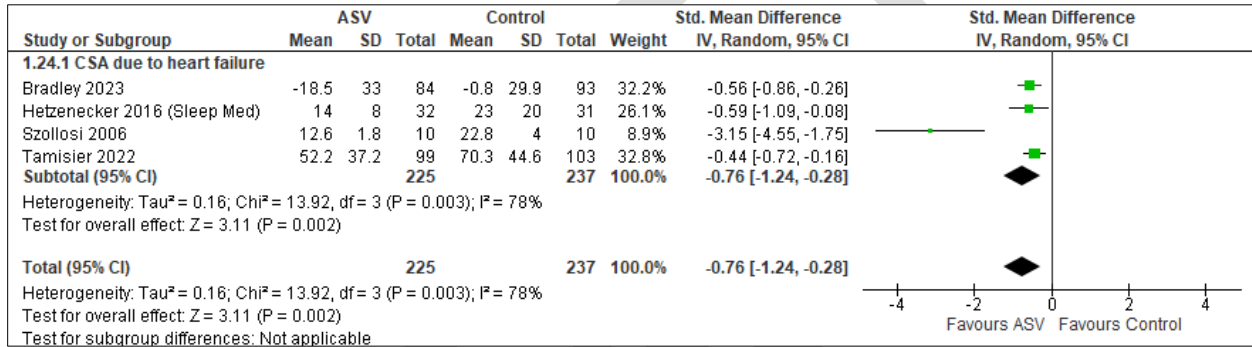 ASV Control Std. Mean Difference Std. Mean Difference
Study or Subgroup Mean SD Total Mean SD Total Weight IV, Random, 95% CI IV, Random, 95% CI
1.24.1 CSA due to heart failure
Bradley 2023 -18.5 33 84 -0.8 29.9 93 32.2% -0.56 [-0.86, -0.26]
Hetzenecker 2016 (Sleep Med) 14 8 32 23 20 31 26.1% -0.59 [-1.09, -0.08]
Szollosi 2006 12.6 1.8 10 22.8 4 10 8.9% -3.15 [-4.55, -1.75]
Tamisier 2022 52.2 37.2 99 70.3 44.6 103 32.8% -0.44 [-0.72, -0.16]
Subtotal (95% CI) 225 237 100.0% -0.76 [-1.24, -0.28]
Heterogeneity: Tau² = 0.16; Chi² = 13.92, df = 3 (P = 0.003); I² = 78%
Test for overall effect: Z = 3.11 (P = 0.002)
Total (95% CI) 225 237 100.0% -0.76 [-1.24, -0.28]
Heterogeneity: Tau² = 0.16; Chi² = 13.92, df = 3 (P = 0.003); I² = 78%
Test for overall effect: Z = 3.11 (P = 0.002)
Test for subgroup differences: Not applicable
-4 -2 0 2 4
Favours ASV Favours Control